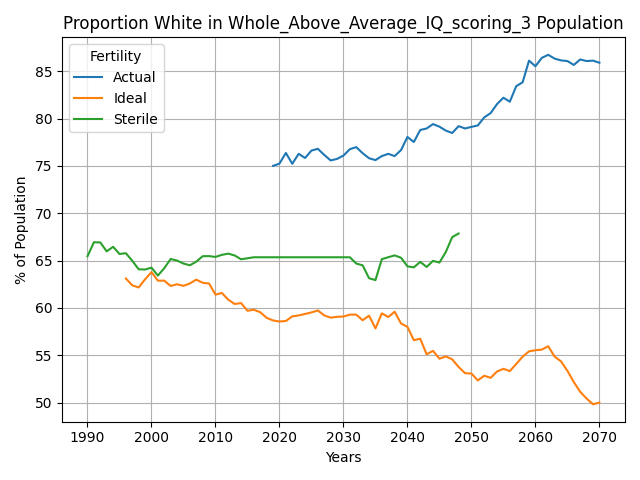 Proportion White in Whole_Above_Average_IQ_scoring_3 Population
Fertility
Actual
Ideal
Sterile
% of Population
85
80
75
70
65
60
55
50
1990 2000 2010 2020 2030 2040 2050 2060 2070
Years